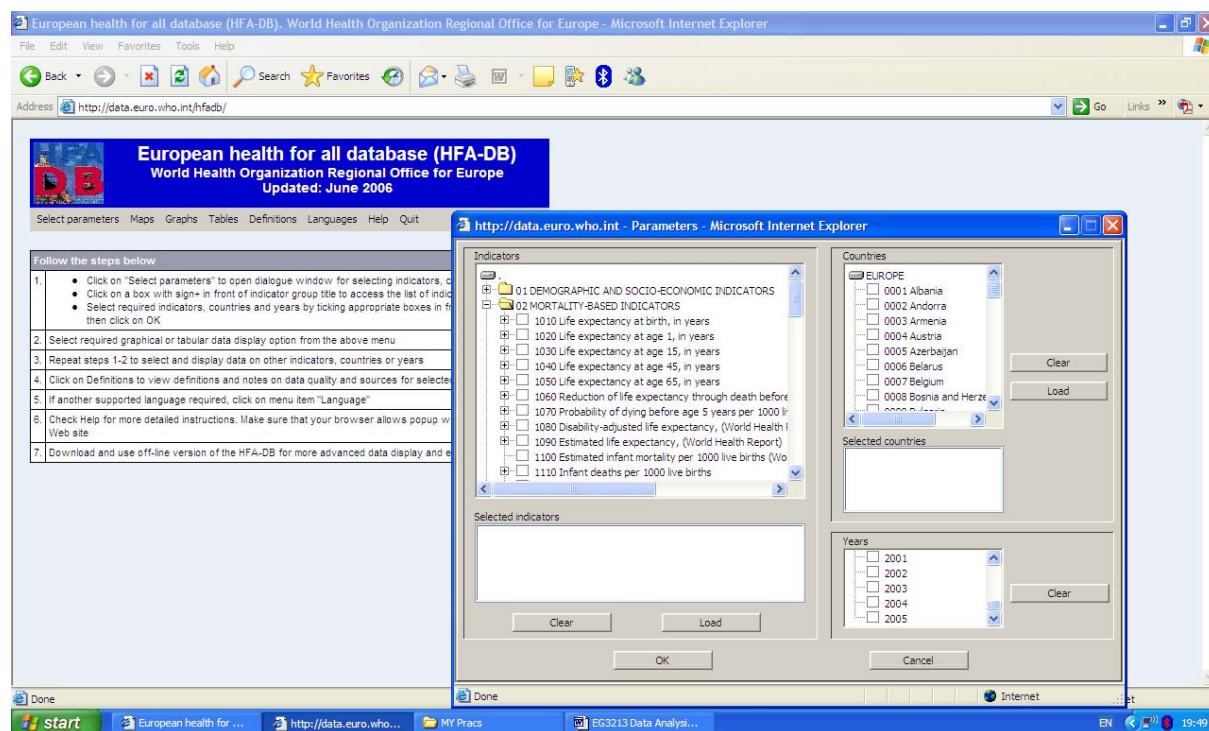 European health for all database (HFA-DB). World Health Organization Regional Office for Europe - Microsoft Internet Explorer
File Edit View Favorites Tools Help
Back Search Favorites
Address http://data.euro.who.int/hfadb/ Go Links »
HFA DB
European health for all database (HFA-DB)
World Health Organization Regional Office for Europe
Updated: June 2006
Select parameters Maps Graphs Tables Definitions Languages Help Quit
Follow the steps below
1. • Click on "Select parameters" to open dialogue window for selecting indicators, c
• Click on a box with sign+ in front of indicator group title to access the list of indic
• Select required indicators, countries and years by ticking appropriate boxes in f
then click on OK
2. Select required graphical or tabular data display option from the above menu
3. Repeat steps 1-2 to select and display data on other indicators, countries or years
4. Click on Definitions to view definitions and notes on data quality and sources for selecte
5. If another supported language required, click on menu item "Language"
6. Check Help for more detailed instructions. Make sure that your browser allows popup w
Web site
7. Download and use off-line version of the HFA-DB for more advanced data display and e
http://data.euro.who.int - Parameters - Microsoft Internet Explorer
Indicators
.
01 DEMOGRAPHIC AND SOCIO-ECONOMIC INDICATORS
02 MORTALITY-BASED INDICATORS
1010 Life expectancy at birth, in years
1020 Life expectancy at age 1, in years
1030 Life expectancy at age 15, in years
1040 Life expectancy at age 45, in years
1050 Life expectancy at age 65, in years
1060 Reduction of life expectancy through death before
1070 Probability of dying before age 5 years per 1000 li
1080 Disability-adjusted life expectancy, (World Health
1090 Estimated life expectancy, (World Health Report)
1100 Estimated infant mortality per 1000 live births (Wo
1110 Infant deaths per 1000 live births
Selected indicators
Clear Load
Countries
EUROPE
0001 Albania
0002 Andorra
0003 Armenia
0004 Austria
0005 Azerbaijan
0006 Belarus
0007 Belgium
0008 Bosnia and Herze
Clear
Load
Selected countries
Years
2001
2002
2003
2004
2005
Clear
OK Cancel
Done Internet
Done et
start European health for ... http://data.euro.who... MY Pracs EG3213 Data Analysi... EN 19:49